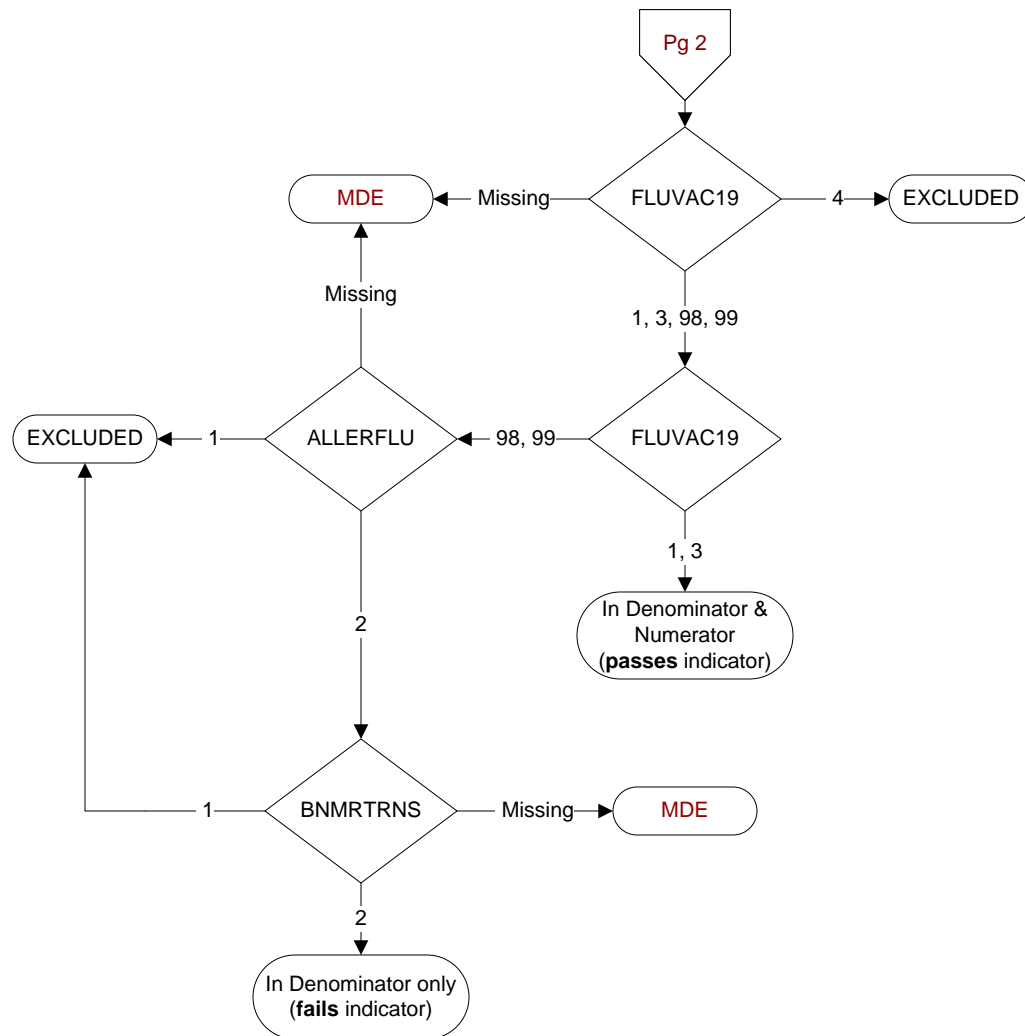 Pg 2
MDE
Missing
FLUVAC19
4
EXCLUDED
Missing
1, 3, 98, 99
EXCLUDED
1
ALLERFLU
98, 99
FLUVAC19
1, 3
2
In Denominator &
Numerator
(passes indicator)
1
BNMRTRNS
Missing
MDE
2
In Denominator only
(fails indicator)